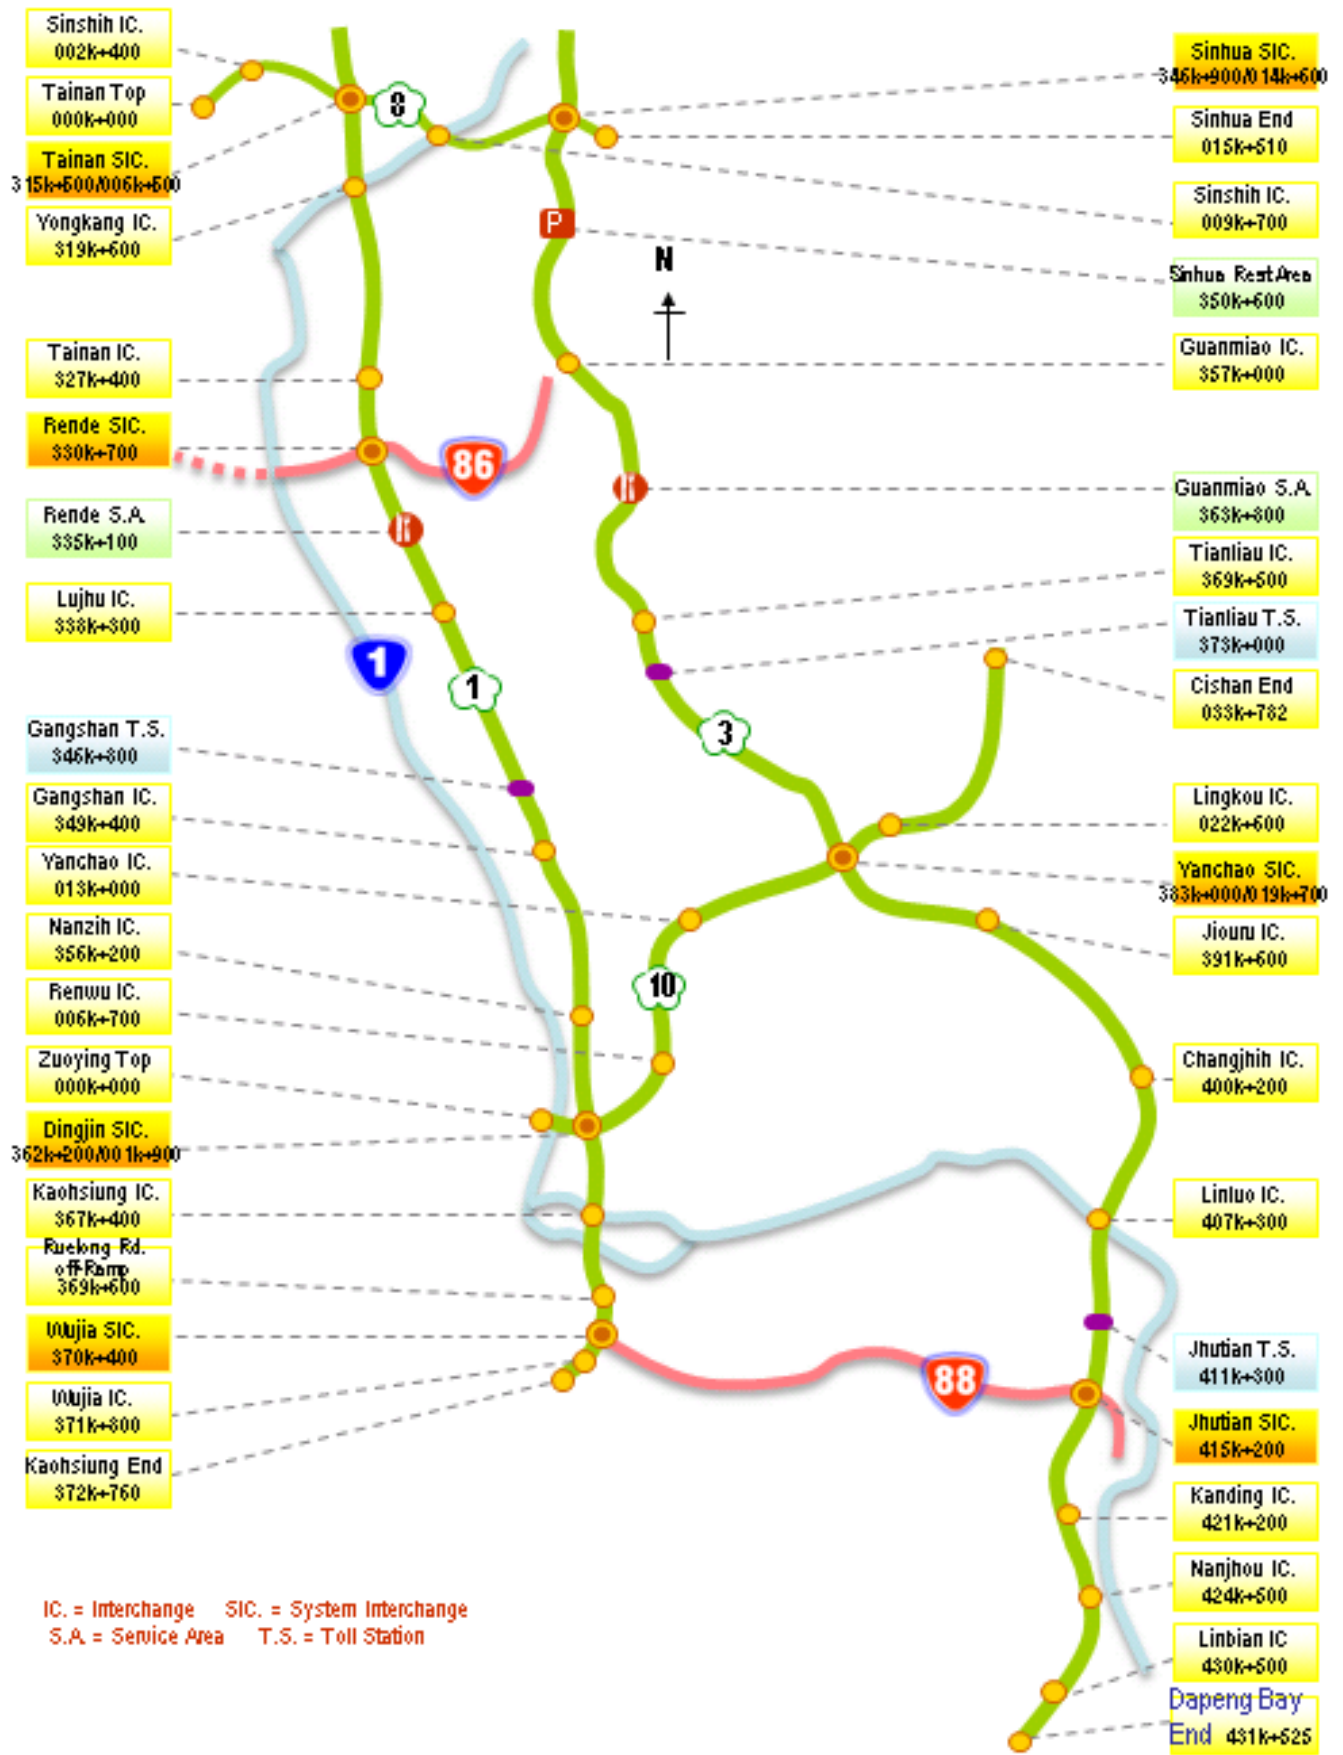 Sinshih IC.
002k+400
Tainan Top
000k+000
Tainan SIC.
315k+500/006k+500
Yongkang IC.
319k+600
Tainan IC.
327k+400
Rende SIC.
330k+700
Rende S.A.
335k+100
Lujhu IC.
338k+300
Gangshan T.S.
346k+800
Gangshan IC.
349k+400
Yanchao IC.
013k+000
Nanzih IC.
356k+200
Renwu IC.
006k+700
Zuoying Top
000k+000
Dingjin SIC.
362k+200/001k+900
Kaohsiung IC.
367k+400
Ruelong Rd.
off-Ramp
369k+600
Wujia SIC.
370k+400
Wujia IC.
371k+800
Kaohsiung End
372k+760
8
N
86
1
1
3
10
88
Sinhua SIC.
346k+900/014k+600
Sinhua End
015k+510
Sinshih IC.
009k+700
Sinhua Rest Area
350k+600
Guanmiao IC.
357k+000
Guanmiao S.A.
363k+800
Tianliau IC.
369k+500
Tianliau T.S.
373k+000
Cishan End
033k+782
Lingkou IC.
022k+600
Yanchao SIC.
383k+000/019k+700
Jiouru IC.
391k+600
Changjhih IC.
400k+200
Linluo IC.
407k+300
Jhutian T.S.
411k+300
Jhutian SIC.
415k+200
Kanding IC.
421k+200
Nanjhou IC.
424k+500
Linbian IC
430k+500
Dapeng Bay
End 431k+525
P
IC. = Interchange SIC. = System Interchange
S.A. = Service Area T.S. = Toll Station